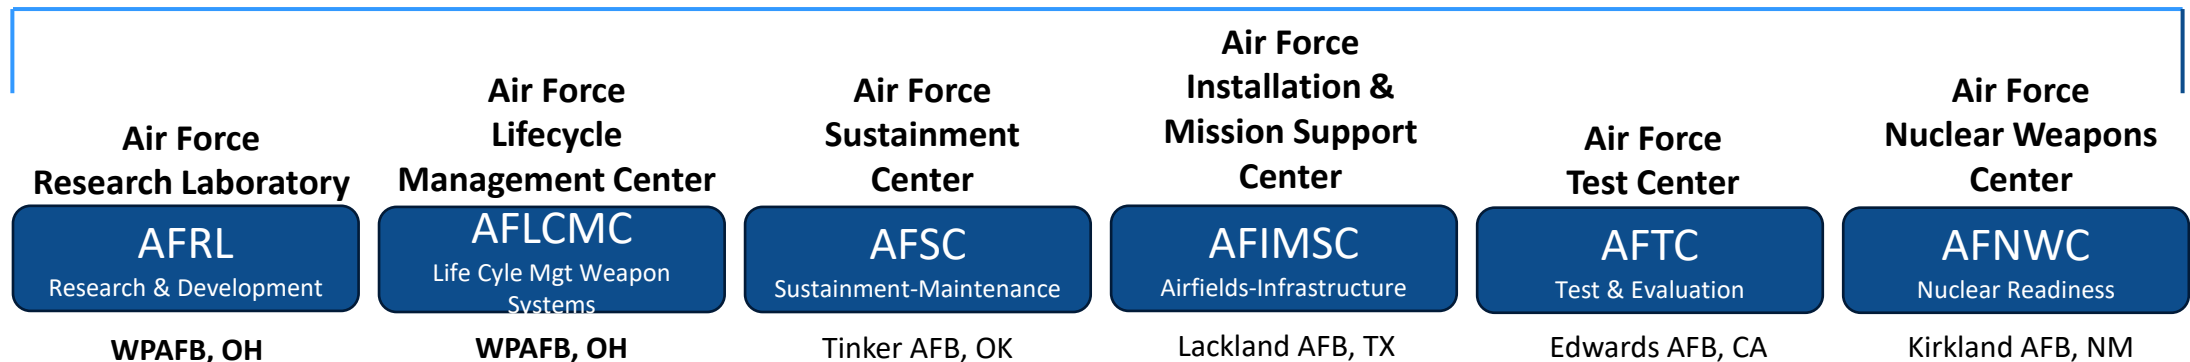 Air Force
Research Laboratory
AFRL
Research & Development
WPAFB, OH
Air Force
Lifecycle
Management Center
AFLCMC
Life Cyle Mgt Weapon
Systems
WPAFB, OH
Air Force
Sustainment
Center
AFSC
Sustainment-Maintenance
Tinker AFB, OK
Air Force
Installation &
Mission Support
Center
AFIMSC
Airfields-Infrastructure
Lackland AFB, TX
Air Force
Test Center
AFTC
Test & Evaluation
Edwards AFB, CA
Air Force
Nuclear Weapons
Center
AFNWC
Nuclear Readiness
Kirkland AFB, NM